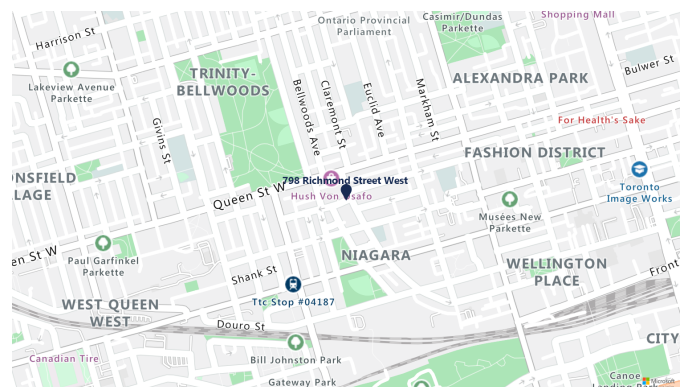 Ontario Provincial
Parliament
Casimir/Dundas
Parkette
Shopping Mall
Harrison St
Lakeview Avenue
Parkette
TRINITY-
BELLWOODS
Bellwoods Ave
Claremont St
Euclid Ave
Markham St
ALEXANDRA PARK
Bulwer St
For Health's Sake
Givins St
FASHION DISTRICT
ONSFIELD
LAGE
798 Richmond Street West
Hush Von Osafo
Queen St W
Toronto
Image Works
Musées New
Parkette
en St W
Paul Garfinkel
Parkette
NIAGARA
WELLINGTON
PLACE
Shank St
Front
Ttc Stop #04187
WEST QUEEN
WEST
Douro St
CITY
Canadian Tire
Bill Johnston Park
Gateway Park
Canoe
Landing Park
Microsoft